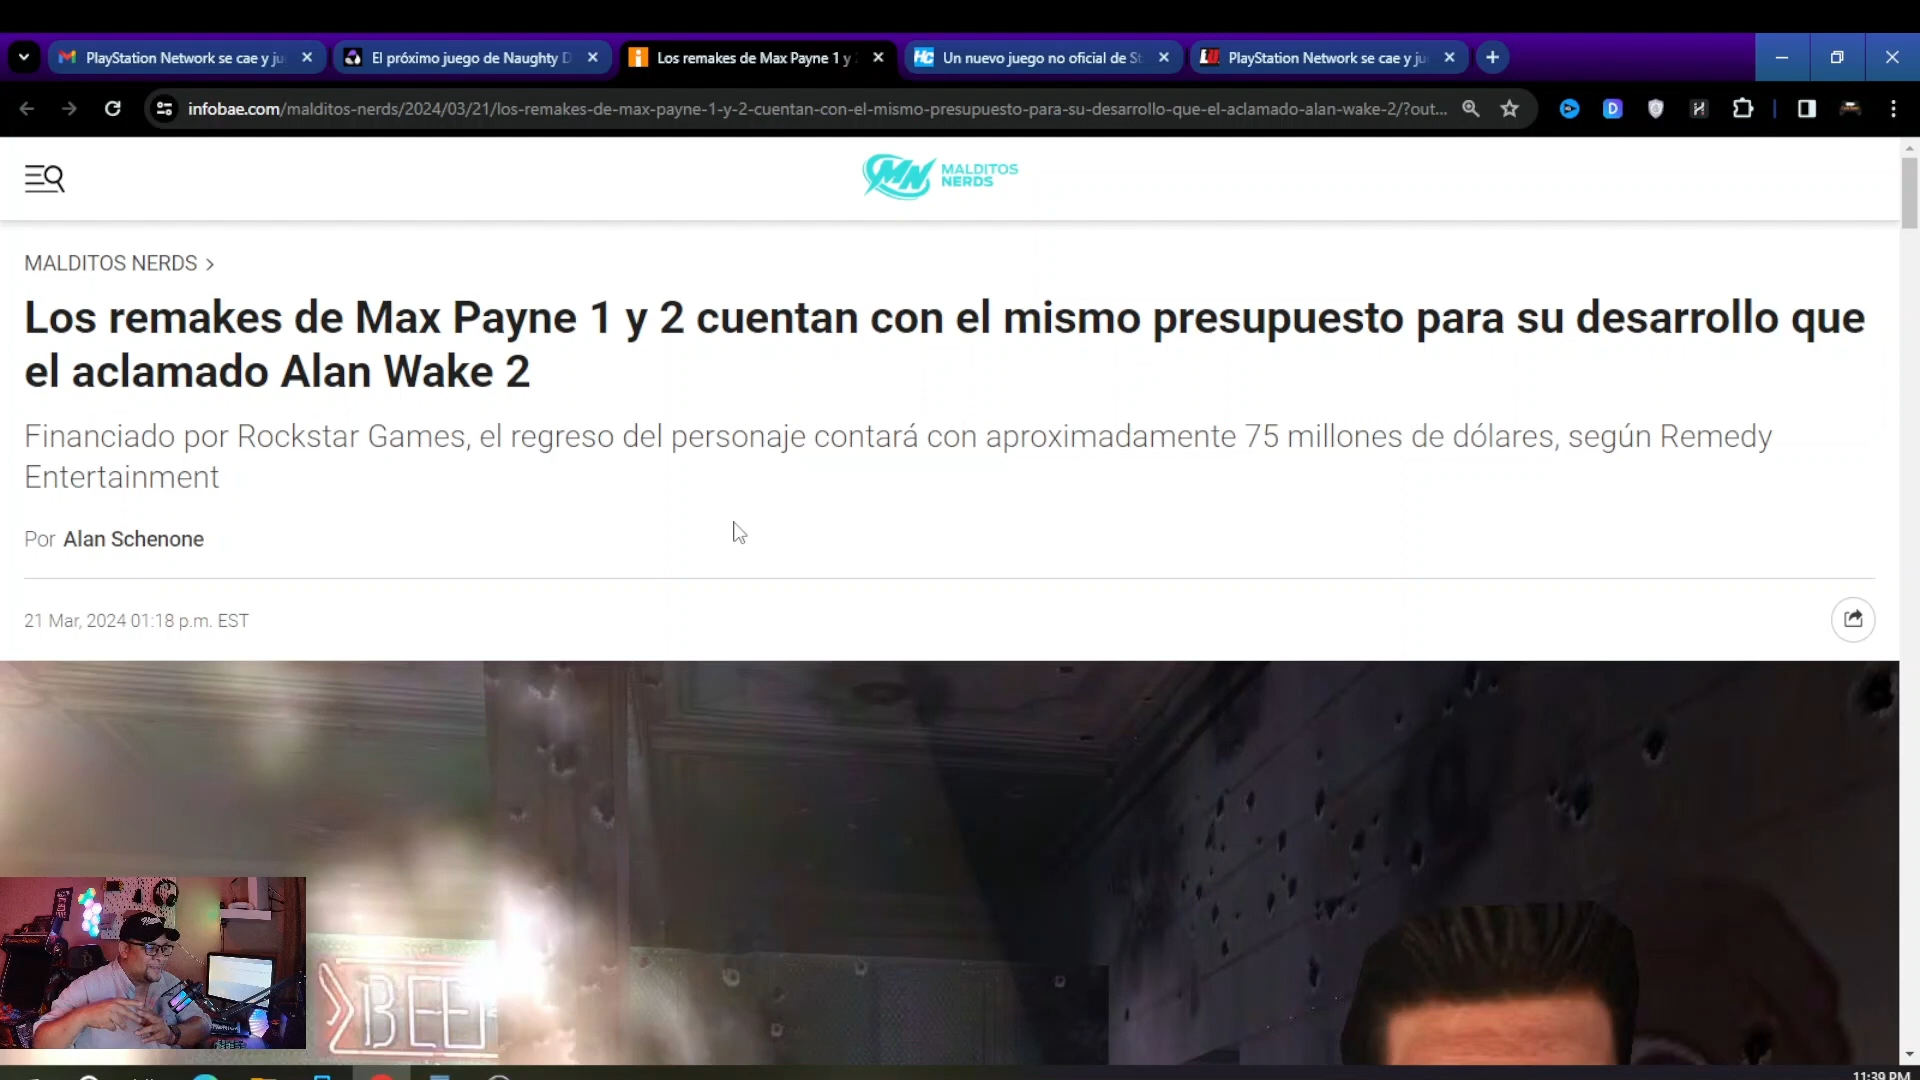 PlayStation Network se cae y ju
El próximo juego de Naughty D
Los remakes de Max Payne 1 y
Un nuevo juego no oficial de St
PlayStation Network se cae y ju
infobae.com/malditos-nerds/2024/03/21/los-remakes-de-max-payne-1-y-2-cuentan-con-el-mismo-presupuesto-para-su-desarrollo-que-el-aclamado-alan-wake-2/?out...
MN MALDITOS
NERDS
MALDITOS NERDS >
Los remakes de Max Payne 1 y 2 cuentan con el mismo presupuesto para su desarrollo que
el aclamado Alan Wake 2
Financiado por Rockstar Games, el regreso del personaje contará con aproximadamente 75 millones de dólares, según Remedy
Entertainment
Por Alan Schenone
21 Mar, 2024 01:18 p.m. EST
BEER
11:39 PM